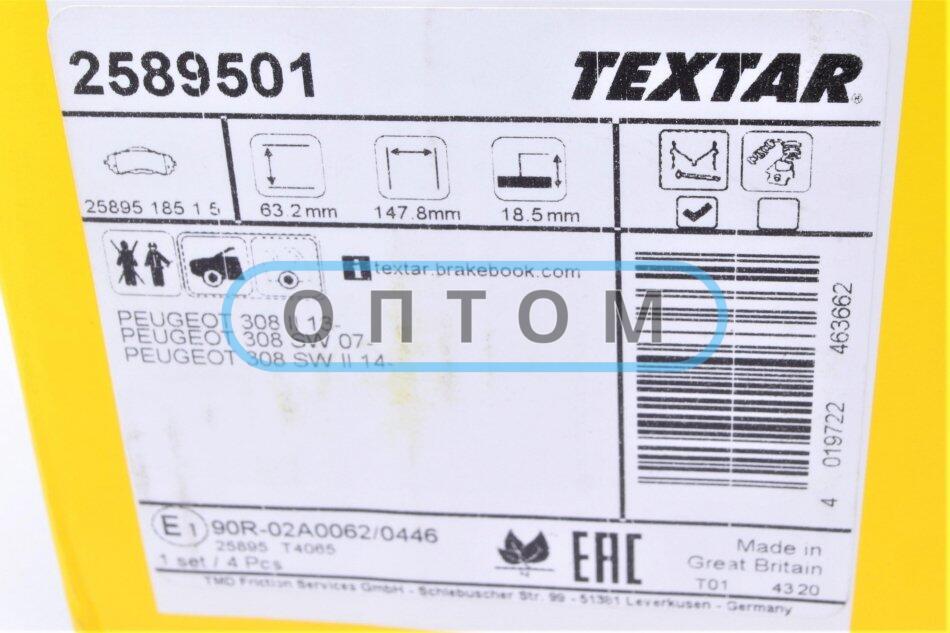 2589501
TEXTAR
25895 185 1 5
63.2 mm
147.8mm
18.5 mm
i textar.brakebook.com
ОПТОМ
PEUGEOT 308 II 13-
PEUGEOT 308 SW 07-
PEUGEOT 308 SW II 14-
4 019722 463662
E1 90R-02A0062/0446
25895 T4065
1 set / 4 Pcs
EAC
Made in
Great Britain
T01 43 20
TMD Friction Services GmbH - Schlebuscher Str. 99 - 51381 Leverkusen - Germany